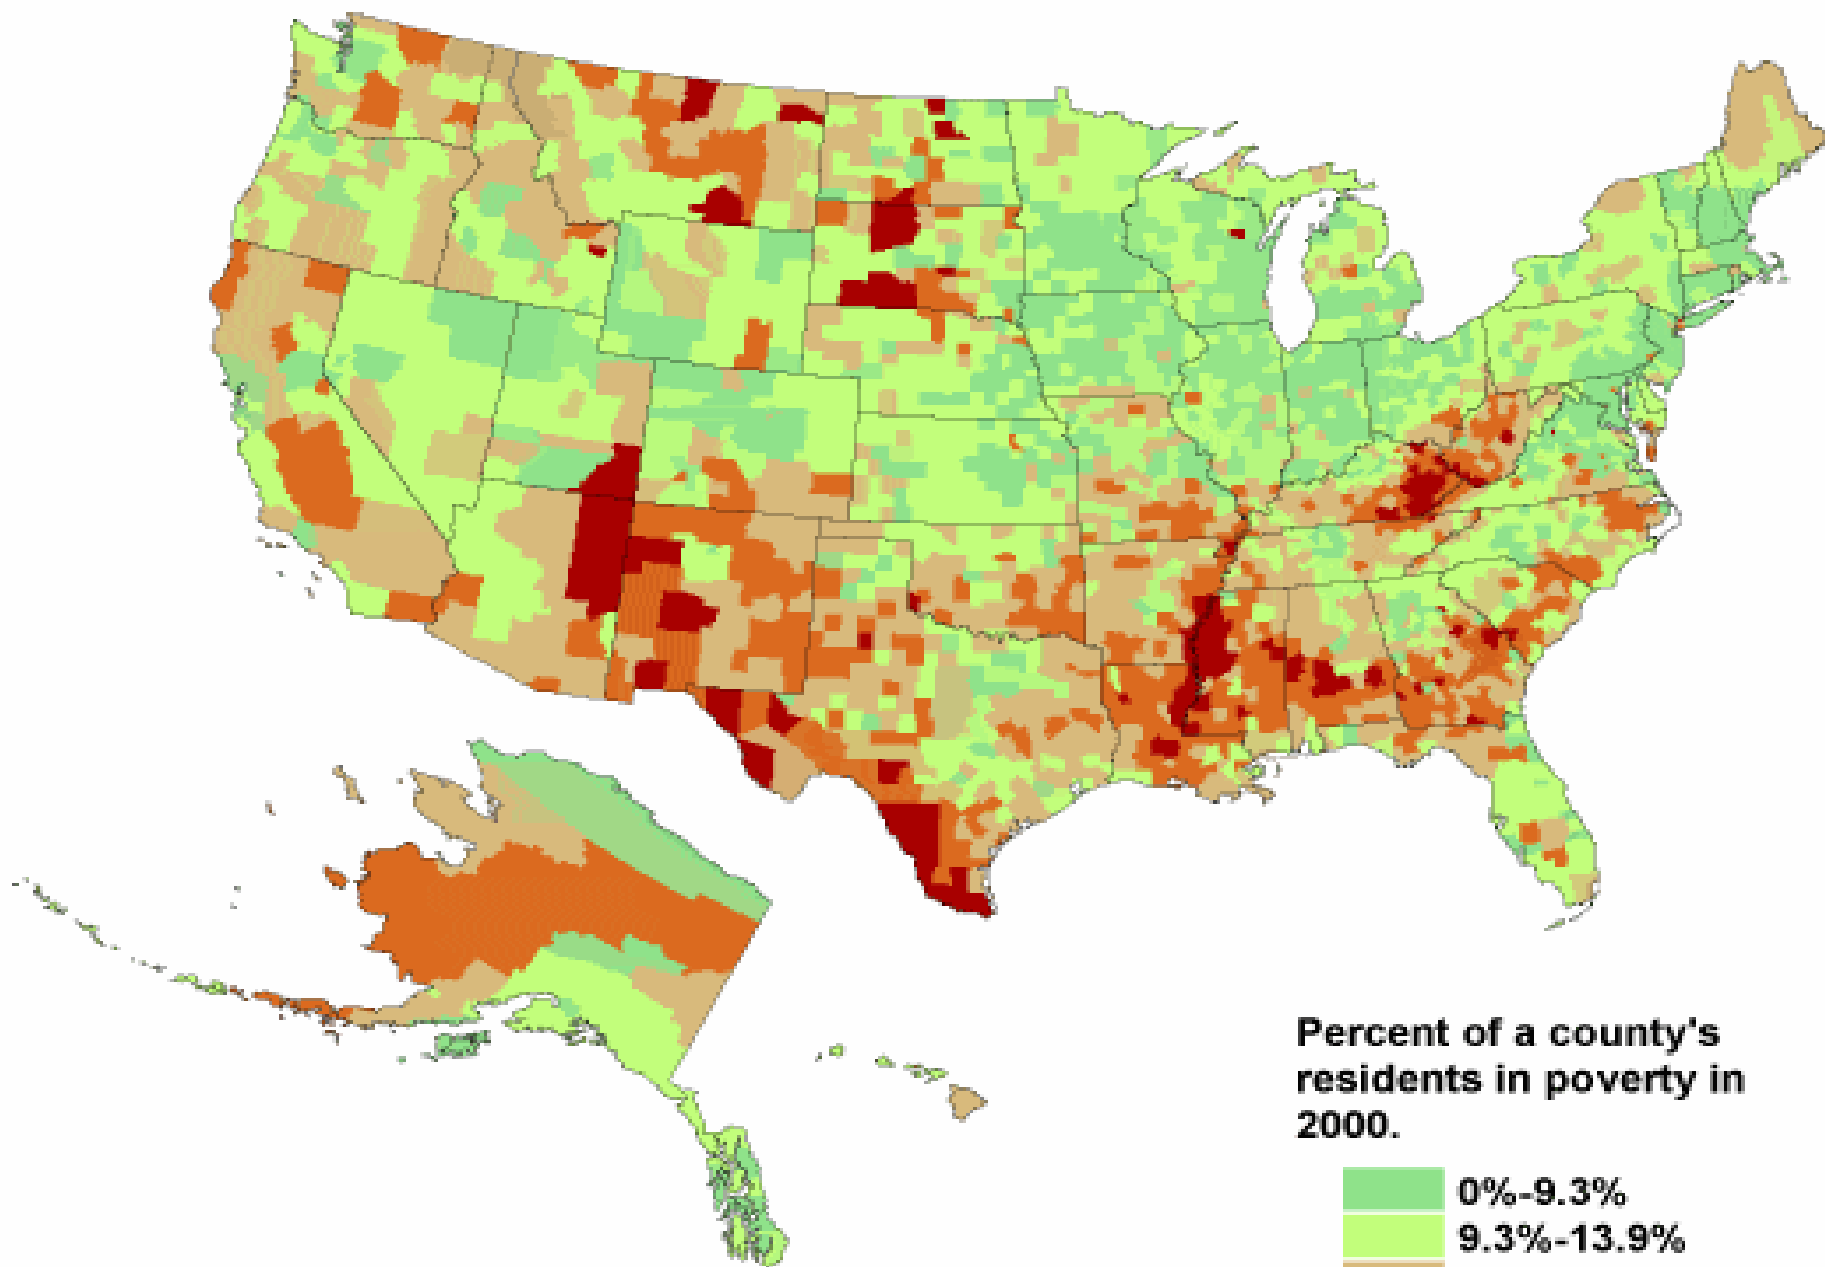 Percent of a county's
residents in poverty in
2000.
0%-9.3%
9.3%-13.9%